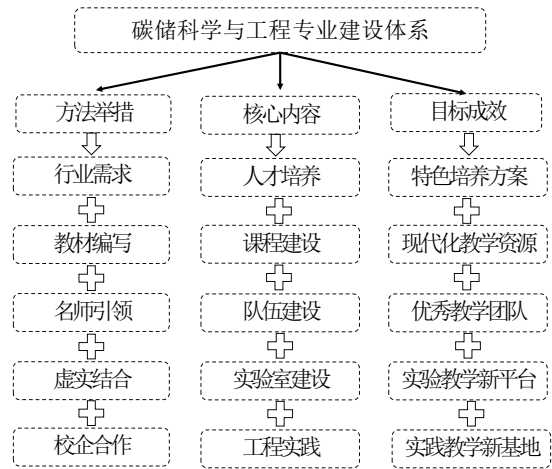 碳储科学与工程专业建设体系
方法举措
核心内容
目标成效
行业需求
人才培养
特色培养方案
教材编写
课程建设
现代化教学资源
名师引领
队伍建设
优秀教学团队
虚实结合
实验室建设
实验教学新平台
校企合作
工程实践
实践教学新基地